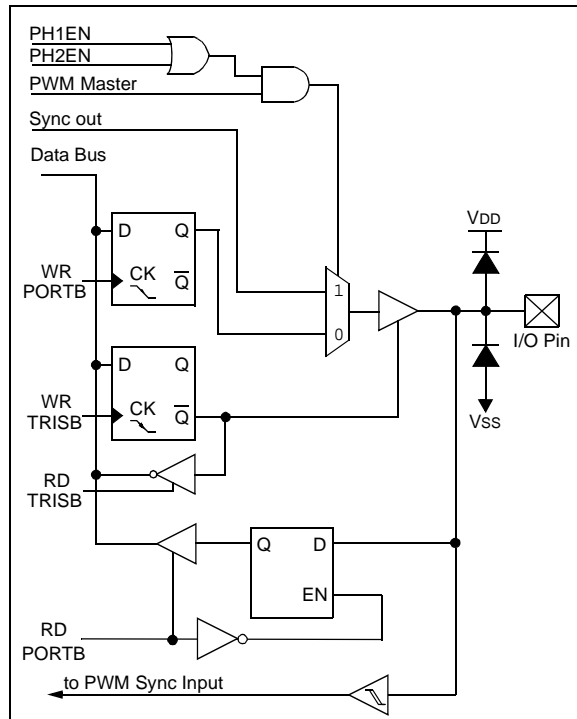 PH1EN
PH2EN
PWM Master
Sync out
Data Bus
VDD
D Q
WR
PORTB
CK
Q
1
0
I/O Pin
D Q
WR
TRISB
CK
Q
VSS
RD
TRISB
Q D
EN
RD
PORTB
to PWM Sync Input